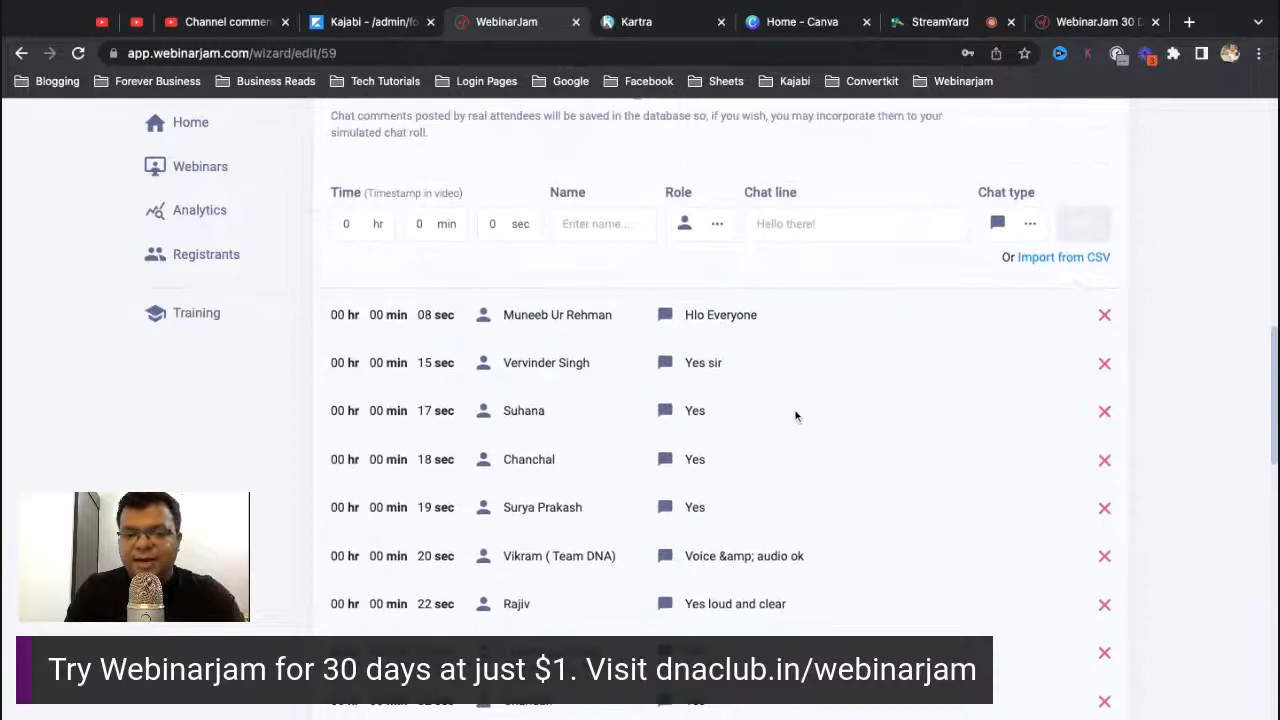 Channel commen
Kajabi - /admin/fo
WebinarJam
Kartra
Home - Canva
StreamYard
WebinarJam 30 D
app.webinarjam.com/wizard/edit/59
3
Blogging
Forever Business
Business Reads
Tech Tutorials
Login Pages
Google
Facebook
Sheets
Kajabi
Convertkit
Webinarjam
Home
Webinars
Analytics
Registrants
Training
Chat comments posted by real attendees will be saved in the database so, if you wish, you may incorporate them to your
simulated chat roll.
Time (Timestamp in video) Name Role Chat line Chat type
0 hr 0 min 0 sec Enter name... Hello there!
Or Import from CSV
00 hr 00 min 08 sec Muneeb Ur Rehman Hlo Everyone
00 hr 00 min 15 sec Vervinder Singh Yes sir
00 hr 00 min 17 sec Suhana Yes
00 hr 00 min 18 sec Chanchal Yes
00 hr 00 min 19 sec Surya Prakash Yes
00 hr 00 min 20 sec Vikram ( Team DNA) Voice &amp; audio ok
00 hr 00 min 22 sec Rajiv Yes loud and clear
Try Webinarjam for 30 days at just $1. Visit dnaclub.in/webinarjam